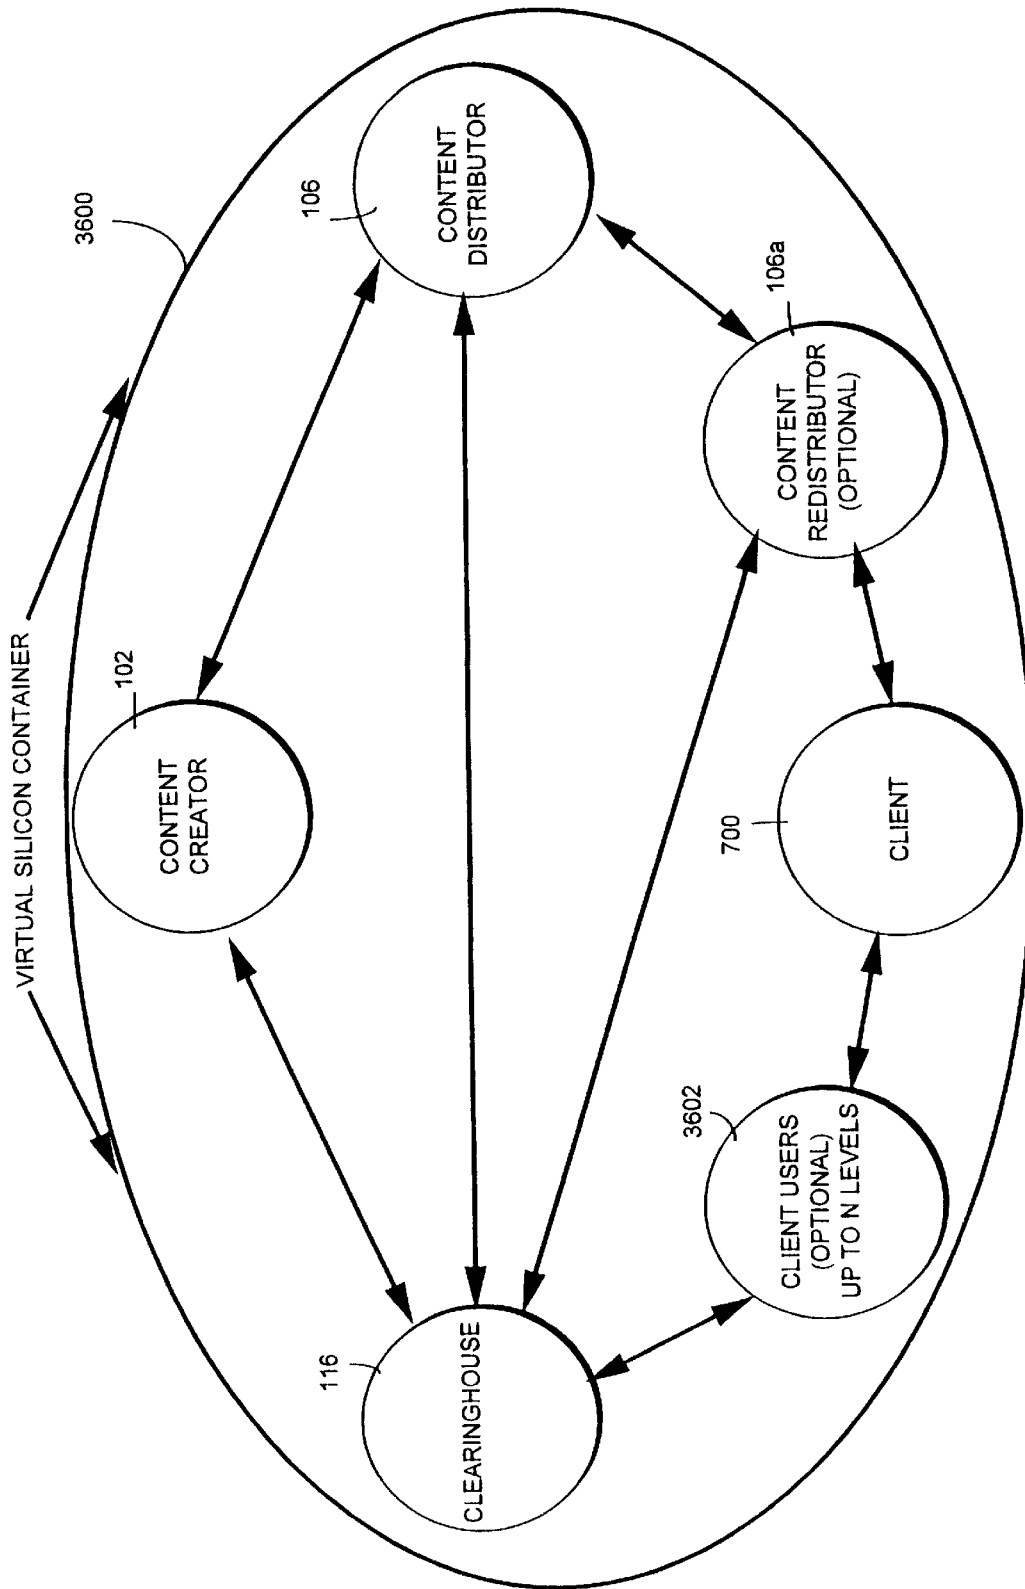 VIRTUAL SILICON CONTAINER
3600
102
CONTENT
CREATOR
106
CONTENT
DISTRIBUTOR
116
CLEARINGHOUSE
106a
CONTENT
REDISTRIBUTOR
(OPTIONAL)
3602
CLIENT USERS
(OPTIONAL)
UP TO N LEVELS
700
CLIENT